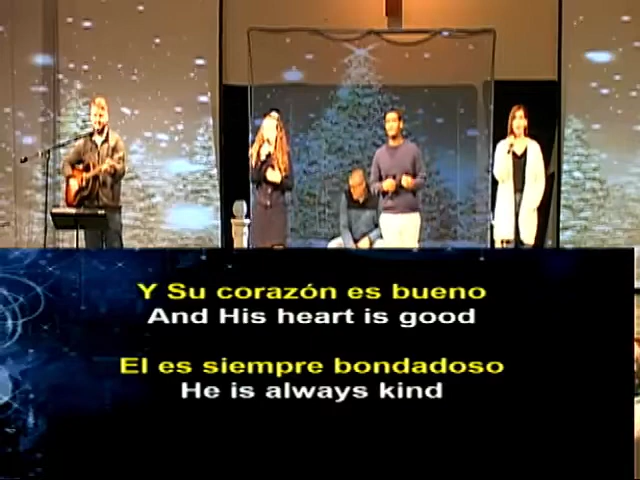 Y Su corazón es bueno
And His heart is good
El es siempre bondadoso
He is always kind